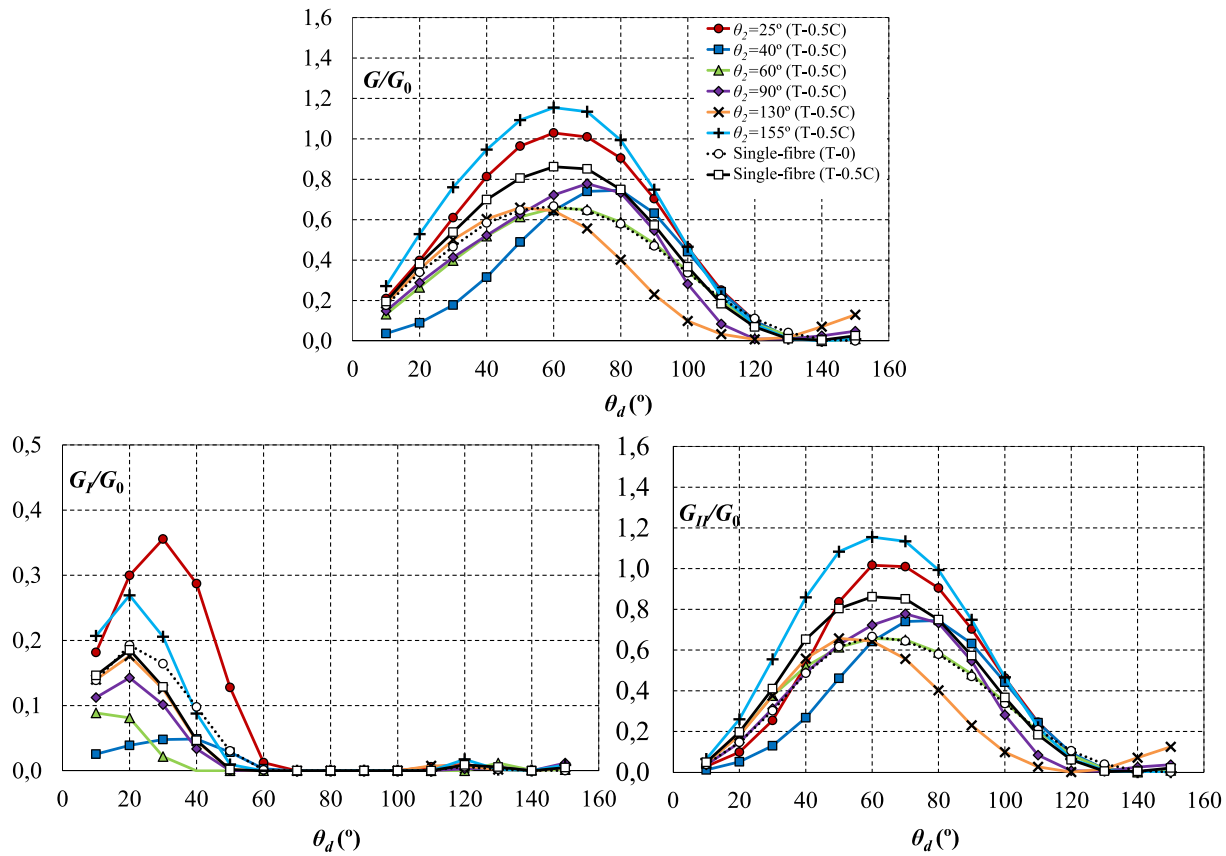 1,6
1,4
1,2
1,0
0,8
0,6
0,4
0,2
0,0
G/G0
θ2=25º (T-0.5C)
θ2=40º (T-0.5C)
θ2=60º (T-0.5C)
θ2=90º (T-0.5C)
θ2=130º (T-0.5C)
θ2=155º (T-0.5C)
Single-fibre (T-0)
Single-fibre (T-0.5C)
0 20 40 60 80 100 120 140 160
θd (º)
0,5
0,4
0,3
0,2
0,1
0,0
GI/G0
0 20 40 60 80 100 120 140 160
θd (º)
1,6
1,4
1,2
1,0
0,8
0,6
0,4
0,2
0,0
GII/G0
0 20 40 60 80 100 120 140 160
θd (º)